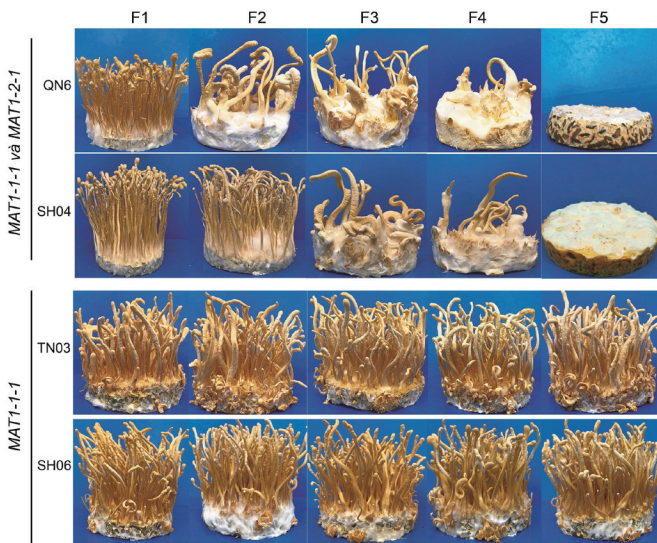 F1 F2 F3 F4 F5
MAT1-1-1 và MAT1-2-1
QN6
SH04
MAT1-1-1
TN03
SH06